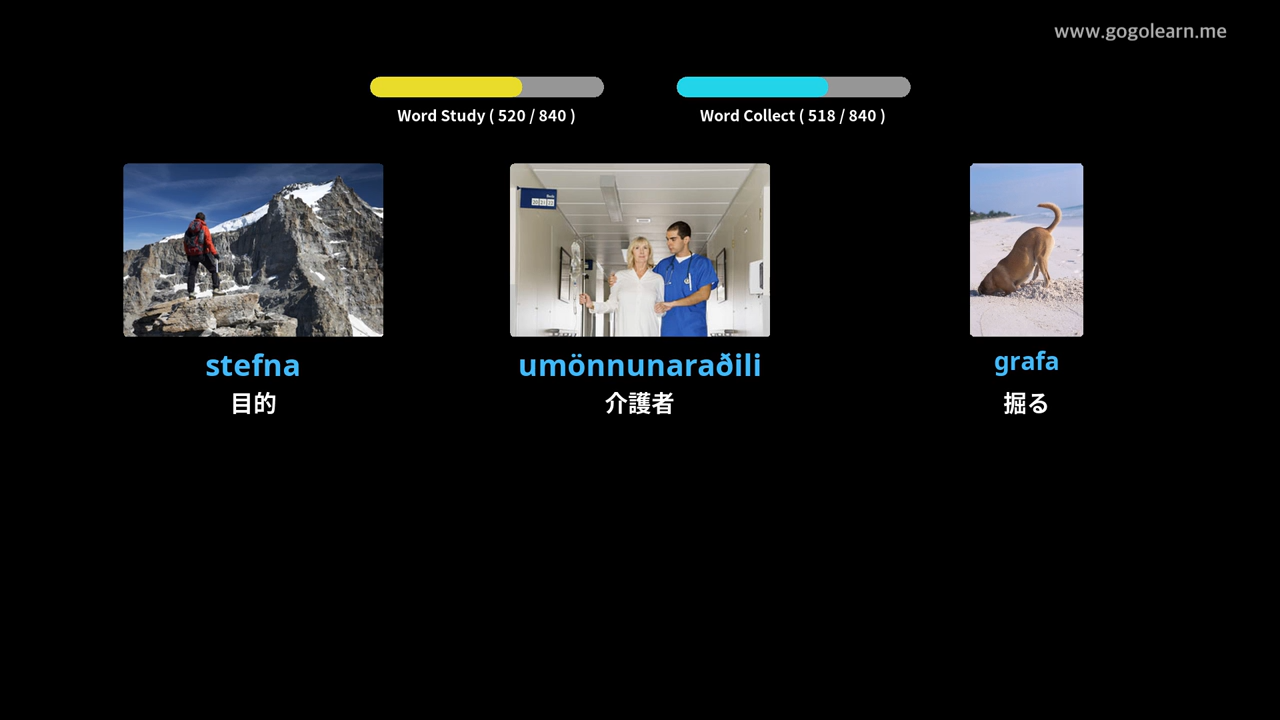 www.gogolearn.me
Word Study ( 520 / 840 )
Word Collect ( 518 / 840 )
stefna
目的
umönnunaraðili
介護者
grafa
掘る